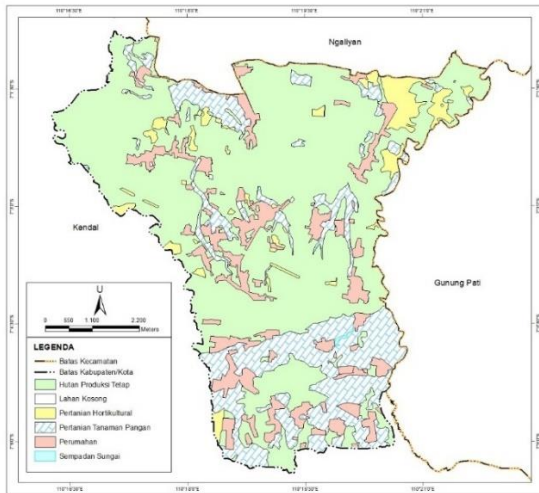 Ngaliyan
Kendal
Gunung Pati
U
0 550 1.100 2.200
Meters
LEGENDA
Batas Kecamatan
Batas Kabupaten/Kota
Hutan Produksi Tetap
Lahan Kosong
Pertanian Hortikultural
Pertanian Tanaman Pangan
Perumahan
Sempadan Sungai